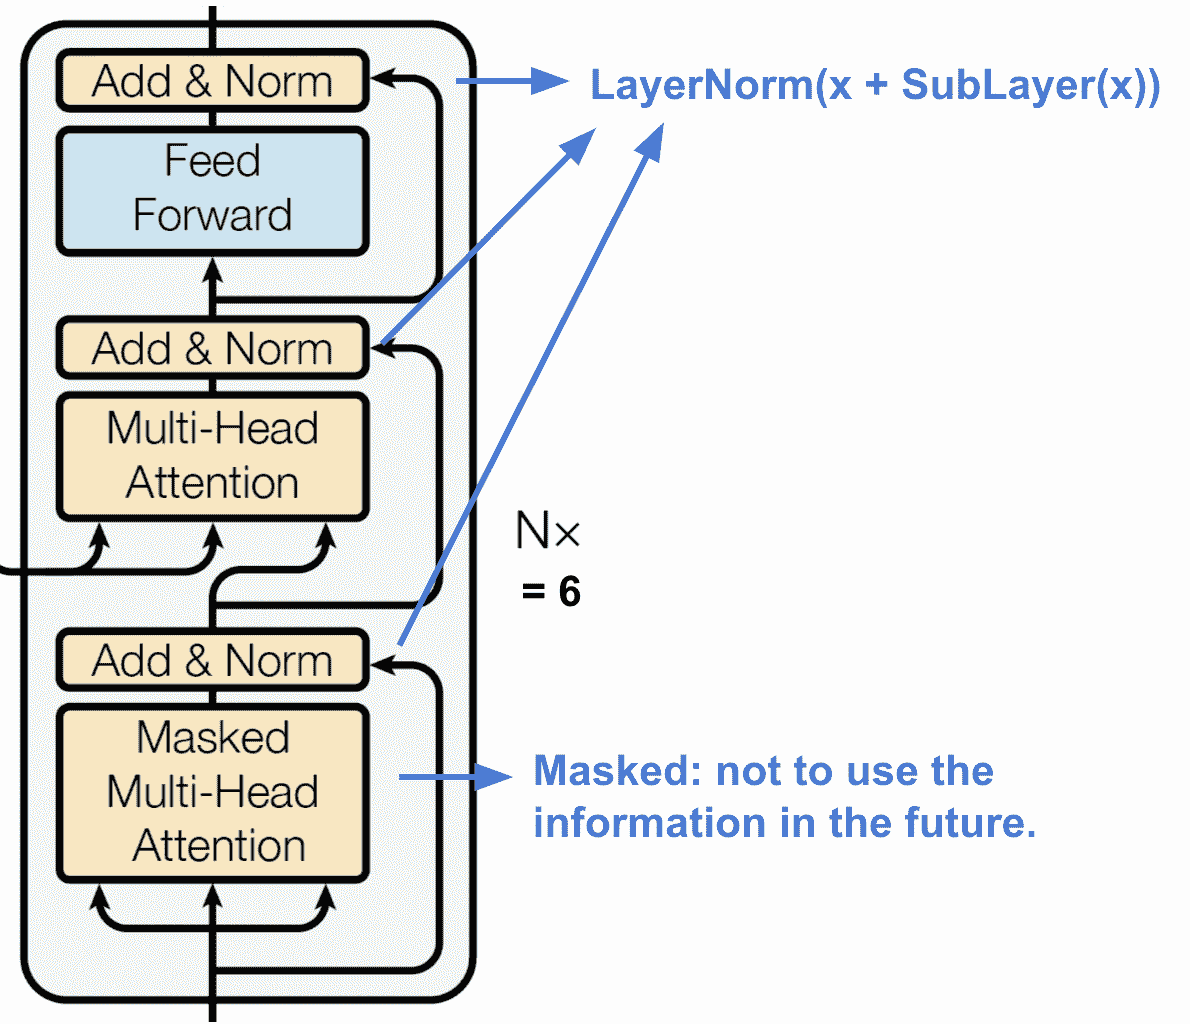 Add & Norm
LayerNorm(x + SubLayer(x))
Feed
Forward
Add & Norm
Multi-Head
Attention
N×
= 6
Add & Norm
Masked
Multi-Head
Attention
Masked: not to use the
information in the future.